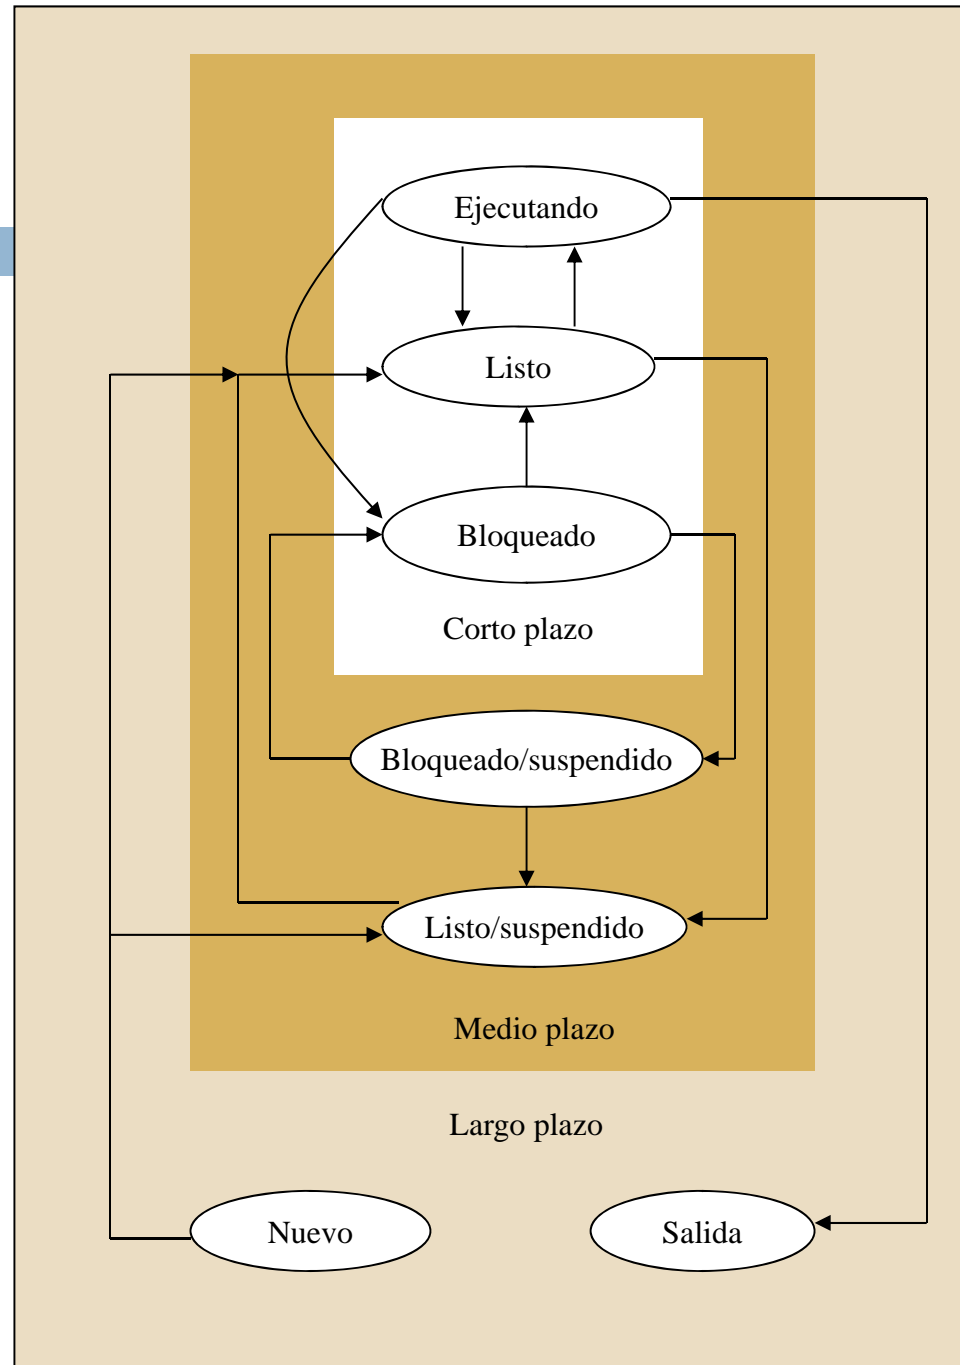 Ejecutando
Listo
Bloqueado
Corto plazo
Bloqueado/suspendido
Listo/suspendido
Medio plazo
Largo plazo
Nuevo
Salida